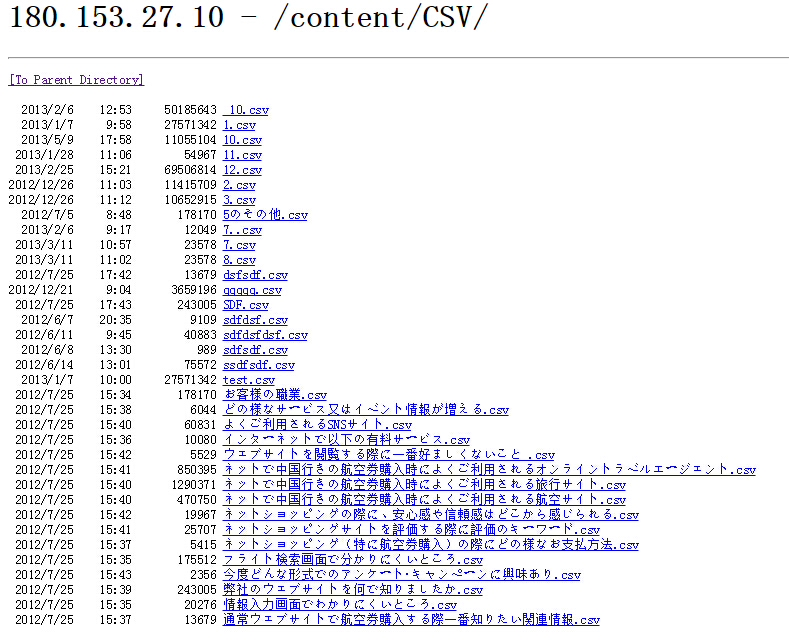 180.153.27.10 - /content/CSV/
[To Parent Directory]
2013/2/6 12:53 50185643 _10.csv
2013/1/7 9:58 27571342 1.csv
2013/5/9 17:58 11055104 10.csv
2013/1/28 11:06 54967 11.csv
2013/2/25 15:21 69506814 12.csv
2012/12/26 11:03 11415709 2.csv
2012/12/26 11:12 10652915 3.csv
2012/7/5 8:48 178170 5のその他.csv
2013/2/6 9:17 12049 7..csv
2013/3/11 10:57 23578 7.csv
2013/3/11 11:02 23578 8.csv
2012/7/25 17:42 13679 dsfsdf.csv
2012/12/21 9:04 3659196 qqqqq.csv
2012/7/25 17:43 243005 SDF.csv
2012/6/7 20:35 9109 sdfdsf.csv
2012/6/11 9:45 40883 sdfdsfdsf.csv
2012/6/8 13:30 989 sdfsdf.csv
2012/6/14 13:01 75572 ssdfsdf.csv
2013/1/7 10:00 27571342 test.csv
2012/7/25 15:34 178170 お客様の職業.csv
2012/7/25 15:38 6044 どの様なサービス又はイベント情報が増える.csv
2012/7/25 15:40 60831 よくご利用されるSNSサイト.csv
2012/7/25 15:36 10080 インターネットで以下の有料サービス.csv
2012/7/25 15:42 5529 ウエブサイトを閲覧する際に一番好ましくないこと .csv
2012/7/25 15:41 850395 ネットで中国行きの航空券購入時によくご利用されるオンライントラベルエージェント.csv
2012/7/25 15:40 1290371 ネットで中国行きの航空券購入時によくご利用される旅行サイト.csv
2012/7/25 15:40 470750 ネットで中国行きの航空券購入時によくご利用される航空サイト.csv
2012/7/25 15:42 19967 ネットショッピングの際に、安心感や信頼感はどこから感じられる.csv
2012/7/25 15:41 25707 ネットショッピングサイトを評価する際に評価のキーワード.csv
2012/7/25 15:37 5415 ネットショッピング（特に航空券購入）の際にどの様なお支払方法.csv
2012/7/25 15:35 175512 フライト検索画面で分かりにくいところ.csv
2012/7/25 15:43 2356 今度どんな形式でのアンケート・キャンペーンに興味あり.csv
2012/7/25 15:39 243005 弊社のウエブサイトを何で知りましたか.csv
2012/7/25 15:35 20276 情報入力画面でわかりにくいところ.csv
2012/7/25 15:37 13679 通常ウエブサイトで航空券購入する際一番知りたい関連情報.csv